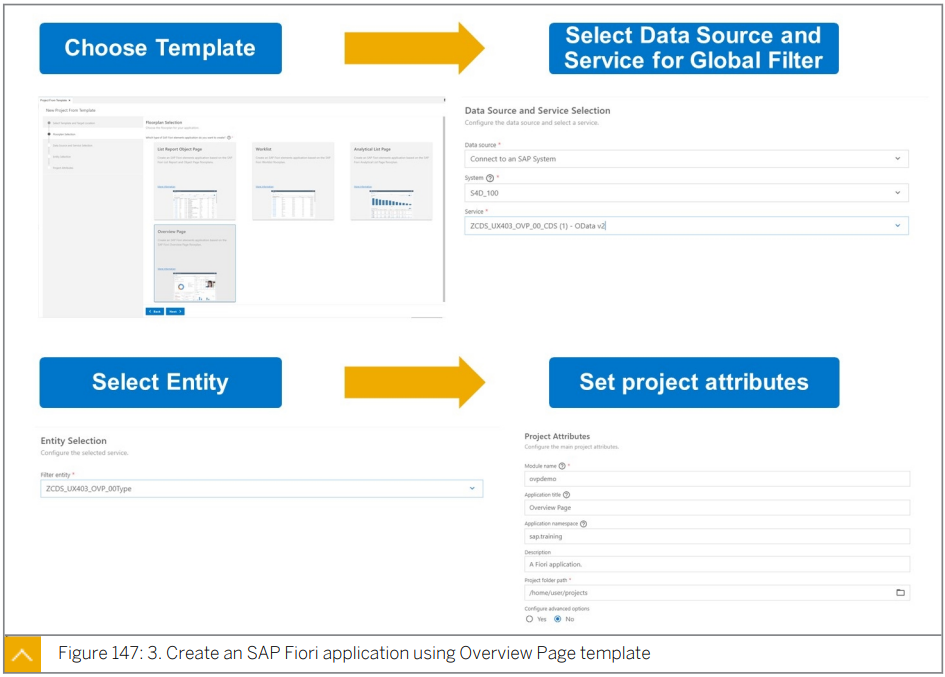 Choose Template
Select Data Source and
Service for Global Filter
Project From Template
New Project From Template
Floorplan Selection
List Report Object Page
Worklist
Analytical List Page
Overview Page
< Back
Next >
Data Source and Service Selection
Configure the data source and select a service.
Data source *
Connect to an SAP System
System ? *
S4D_100
Service *
ZCDS_UX403_OVP_00_CDS (1) - OData v2
Select Entity
Set project attributes
Entity Selection
Configure the selected service.
Filter entity *
ZCDS_UX403_OVP_00Type
Project Attributes
Configure the main project attributes.
Module name ? *
ovpdemo
Application title ?
Overview Page
Application namespace ?
sap.training
Description
A Fiori application.
Project folder path *
/home/user/projects
Configure advanced options
Yes No
Figure 147: 3. Create an SAP Fiori application using Overview Page template